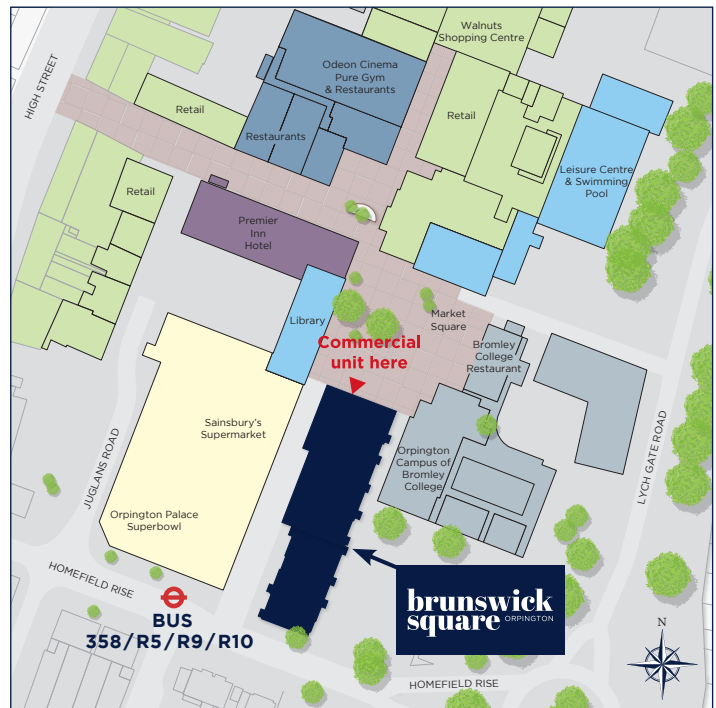 Walnuts
Shopping Centre
Odeon Cinema
Pure Gym
& Restaurants
HIGH STREET
Retail
Retail
Restaurants
Leisure Centre
& Swimming
Pool
Retail
Premier
Inn
Hotel
Library
Market
Square
Commercial
unit here
Bromley
College
Restaurant
Sainsbury's
Supermarket
Orpington
Campus of
Bromley
College
LYCH GATE ROAD
JUGLANS ROAD
Orpington Palace
Superbowl
HOMEFIELD RISE
BUS
358/R5/R9/R10
brunswick
square ORPINGTON
N
HOMEFIELD RISE